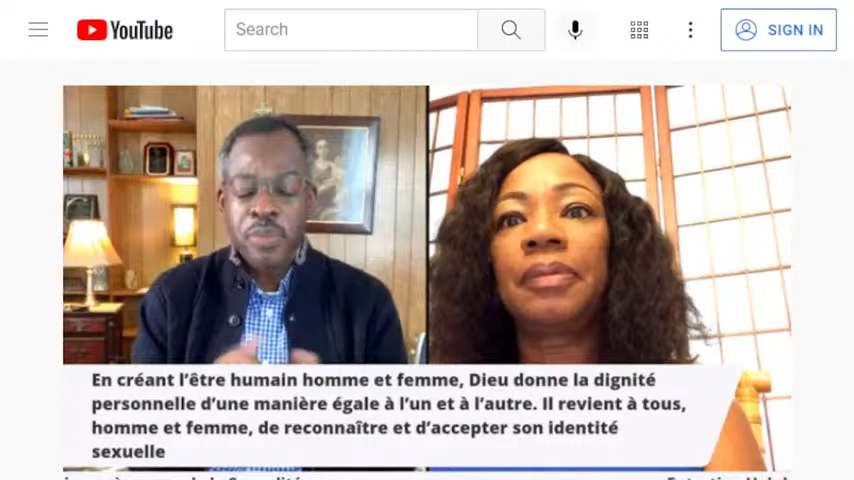 YouTube
Search
SIGN IN
En créant l’être humain homme et femme, Dieu donne la dignité
personnelle d’une manière égale à l’un et à l’autre. Il revient à tous,
homme et femme, de reconnaître et d’accepter son identité
sexuelle